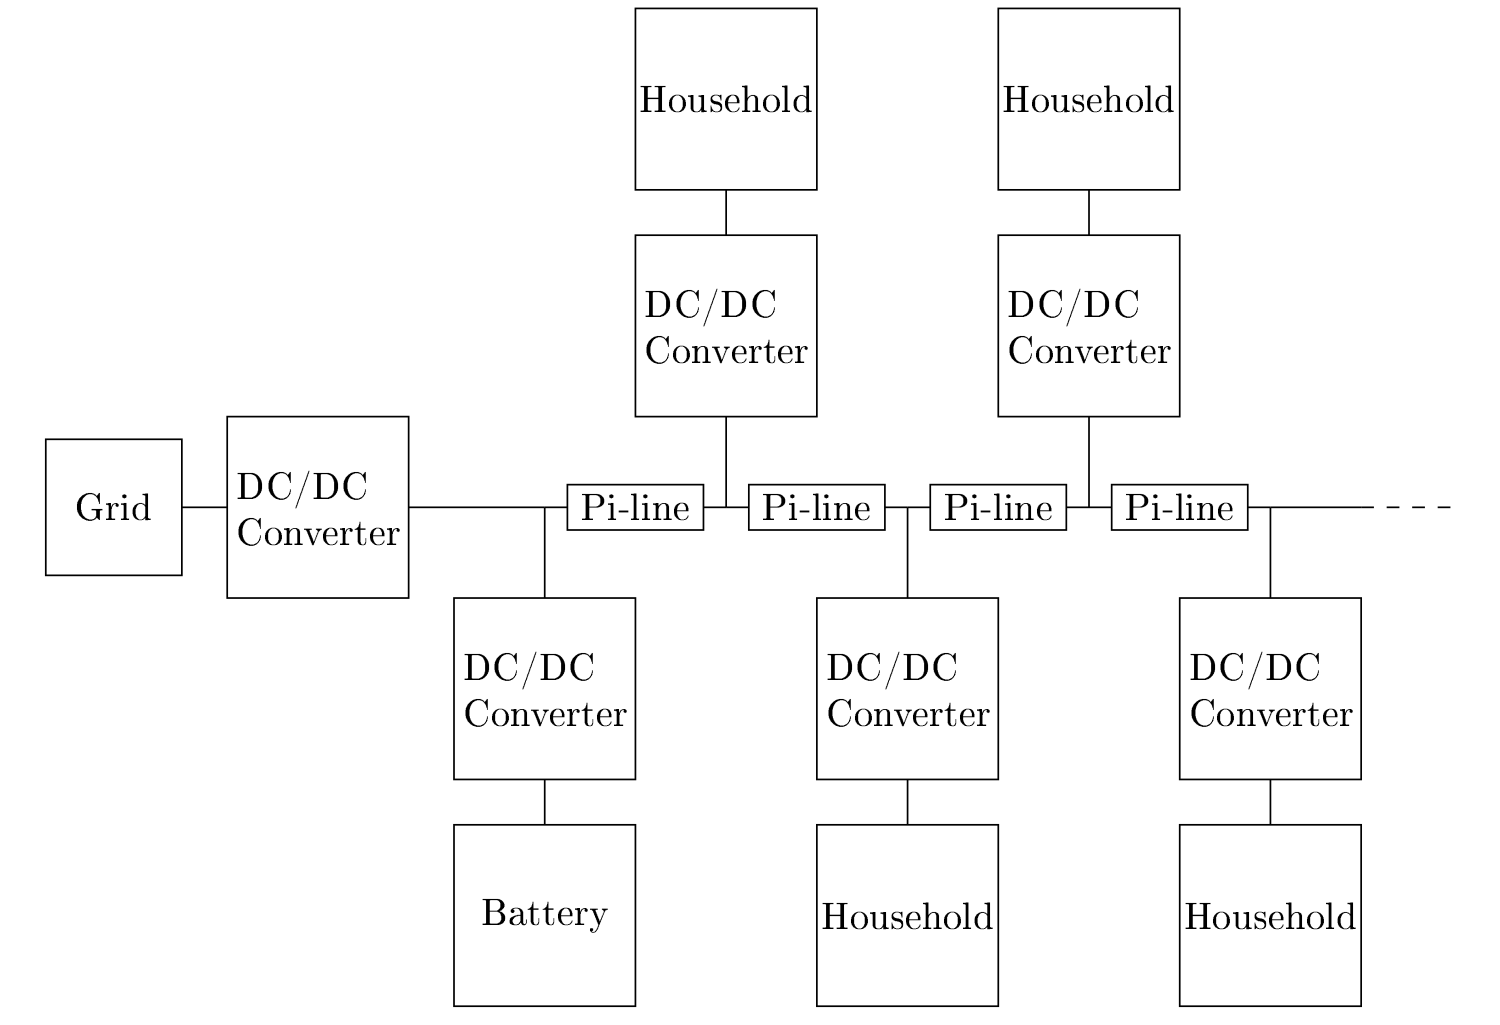 Household
Household
DC/DC
Converter
DC/DC
Converter
Grid
DC/DC
Converter
Pi-line
Pi-line
Pi-line
Pi-line
DC/DC
Converter
DC/DC
Converter
DC/DC
Converter
Battery
Household
Household